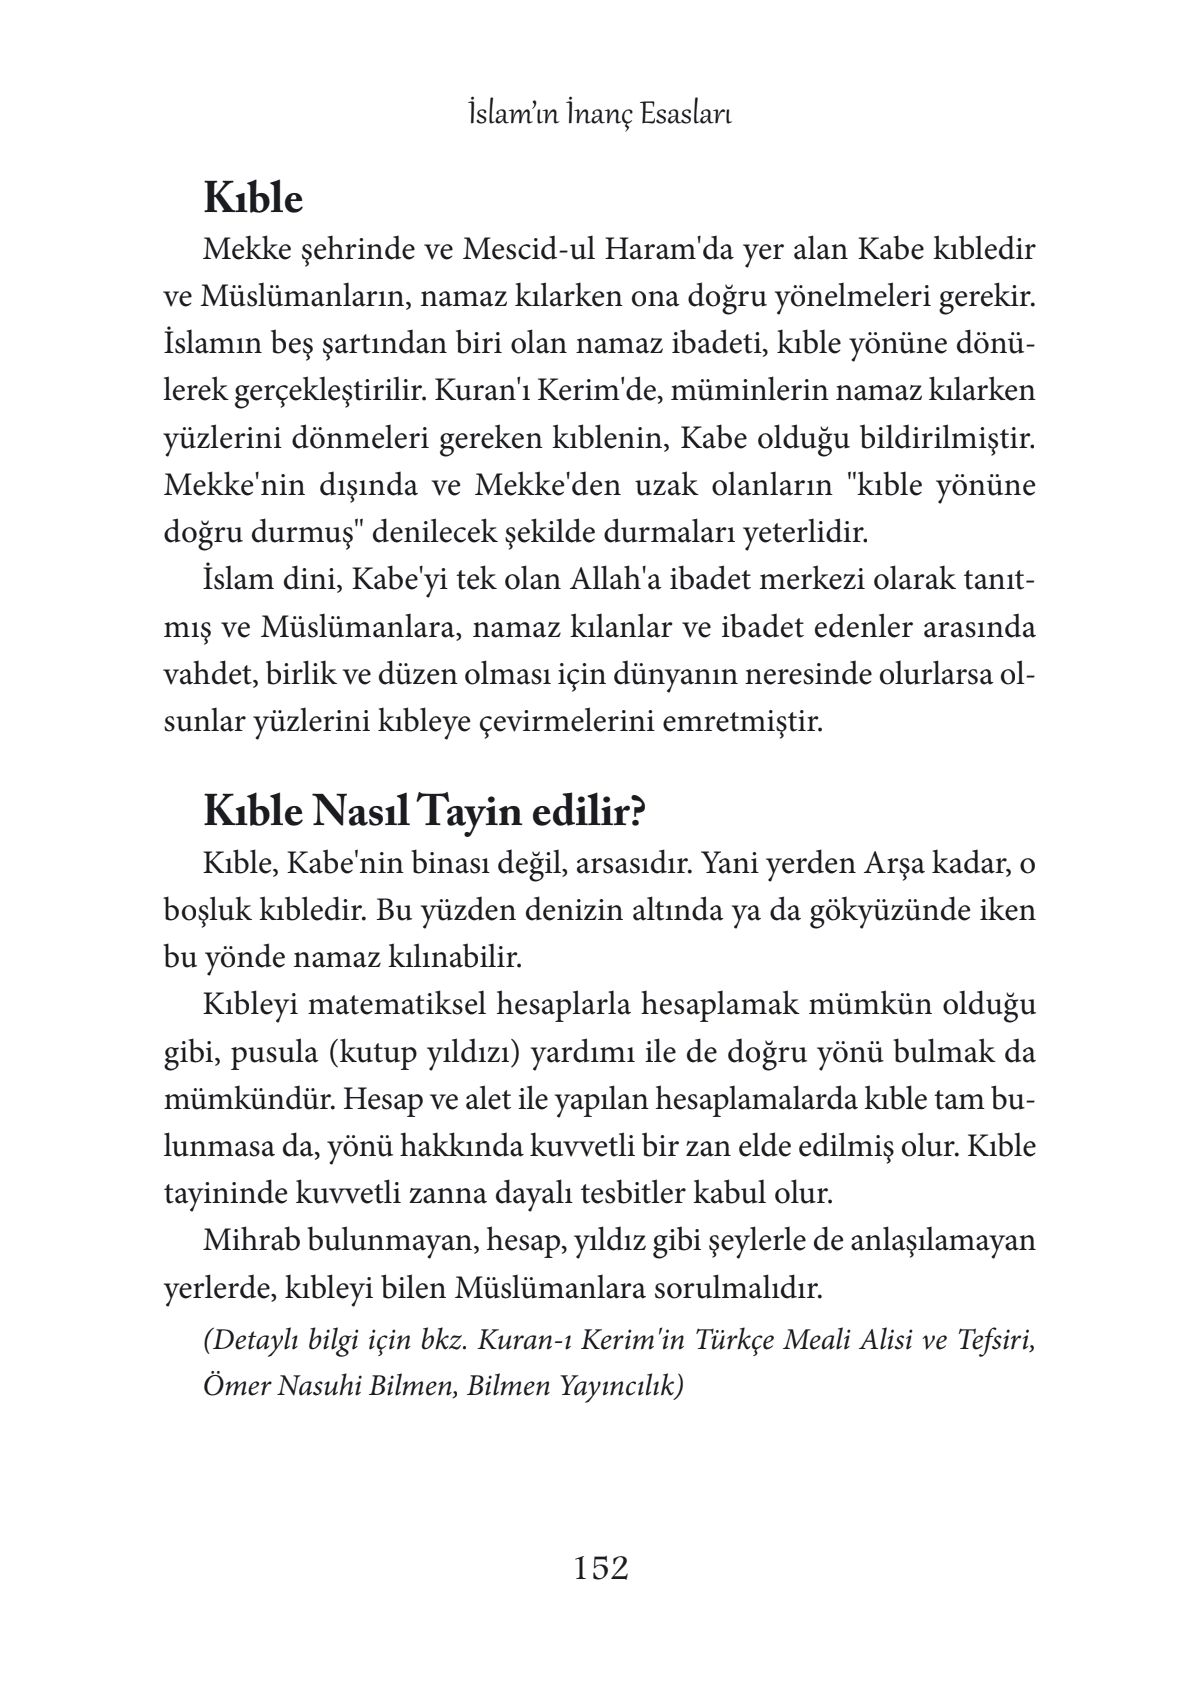 İslam’ın İnanç Esasları
Kıble
Mekke şehrinde ve Mescid-ul Haram'da yer alan Kabe kıbledir
ve Müslümanların, namaz kılarken ona doğru yönelmeleri gerekir.
İslamın beş şartından biri olan namaz ibadeti, kıble yönüne dönü-
lerek gerçekleştirilir. Kuran'ı Kerim'de, müminlerin namaz kılarken
yüzlerini dönmeleri gereken kıblenin, Kabe olduğu bildirilmiştir.
Mekke'nin dışında ve Mekke'den uzak olanların "kıble yönüne
doğru durmuş" denilecek şekilde durmaları yeterlidir.
İslam dini, Kabe'yi tek olan Allah'a ibadet merkezi olarak tanıt-
mış ve Müslümanlara, namaz kılanlar ve ibadet edenler arasında
vahdet, birlik ve düzen olması için dünyanın neresinde olurlarsa ol-
sunlar yüzlerini kıbleye çevirmelerini emretmiştir.
Kıble Nasıl Tayin edilir?
Kıble, Kabe'nin binası değil, arsasıdır. Yani yerden Arşa kadar, o
boşluk kıbledir. Bu yüzden denizin altında ya da gökyüzünde iken
bu yönde namaz kılınabilir.
Kıbleyi matematiksel hesaplarla hesaplamak mümkün olduğu
gibi, pusula (kutup yıldızı) yardımı ile de doğru yönü bulmak da
mümkündür. Hesap ve alet ile yapılan hesaplamalarda kıble tam bu-
lunmasa da, yönü hakkında kuvvetli bir zan elde edilmiş olur. Kıble
tayininde kuvvetli zanna dayalı tesbitler kabul olur.
Mihrab bulunmayan, hesap, yıldız gibi şeylerle de anlaşılamayan
yerlerde, kıbleyi bilen Müslümanlara sorulmalıdır.
(Detaylı bilgi için bkz. Kuran-ı Kerim'in Türkçe Meali Alisi ve Tefsiri,
Ömer Nasuhi Bilmen, Bilmen Yayıncılık)
152